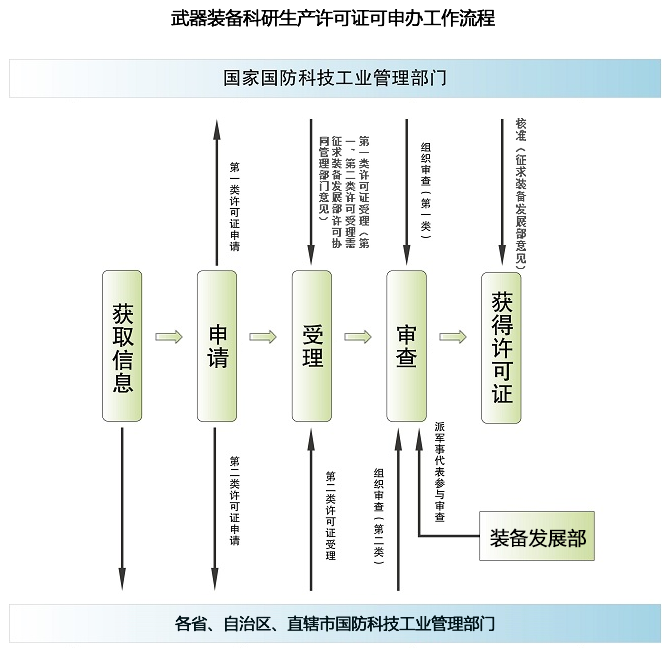 武器装备科研生产许可证可申办工作流程
国家国防科技工业管理部门
第一类许可证申请
第一类许可证受理（第
一、第二类许可受理需
征求装备发展部许可协
同管理部门意见）
组织审查（第一类）
核准（征求装备发展部意见）
获取信息
申请
受理
审查
获得许可证
第二类许可证申请
第二类许可证受理
组织审查（第二类）
派军事代表参与审查
装备发展部
各省、自治区、直辖市国防科技工业管理部门